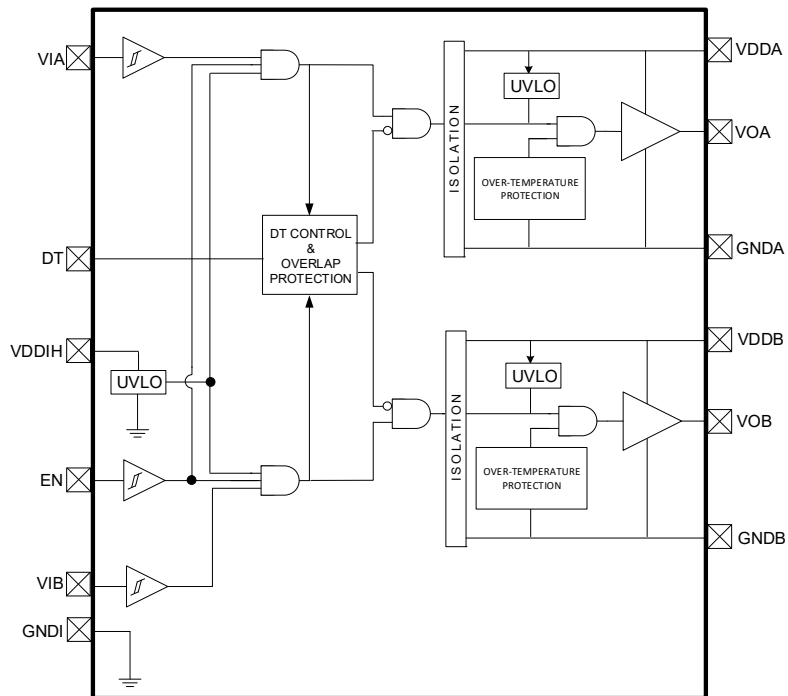 VIA
DT
VDDIH
EN
VIB
GNDI
UVLO
DT CONTROL
&
OVERLAP
PROTECTION
ISOLATION
UVLO
OVER-TEMPERATURE
PROTECTION
VDDA
VOA
GNDA
ISOLATION
UVLO
OVER-TEMPERATURE
PROTECTION
VDDB
VOB
GNDB